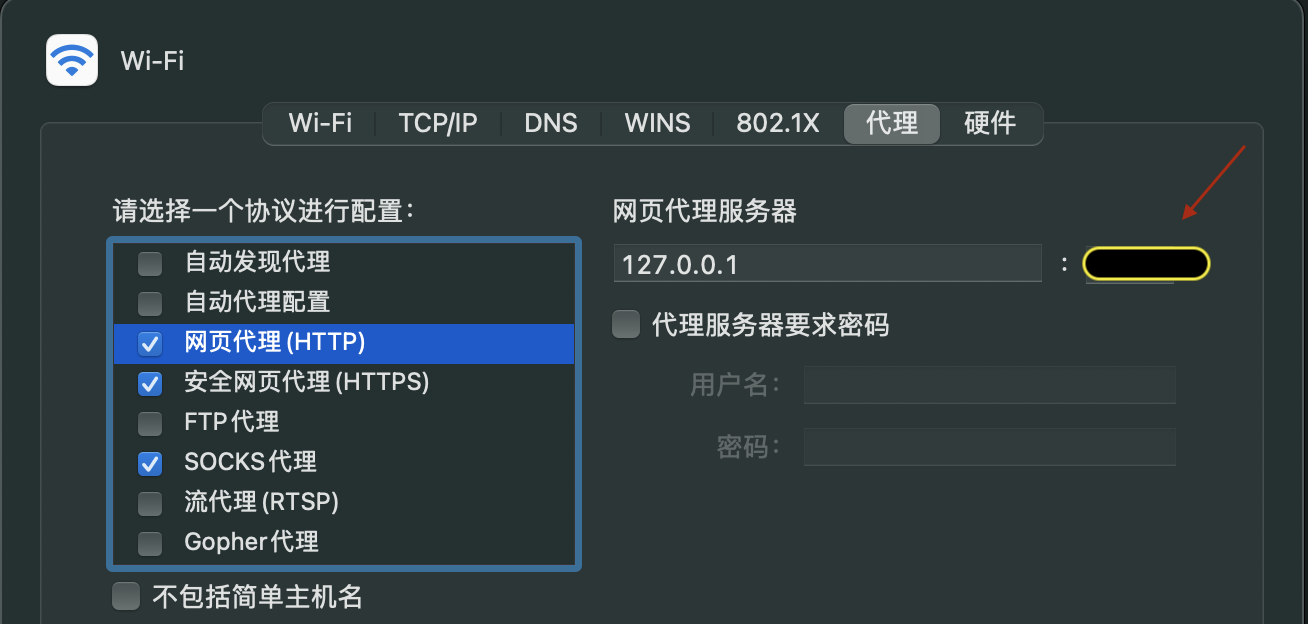 Wi-Fi
Wi-Fi TCP/IP DNS WINS 802.1X 代理 硬件
请选择一个协议进行配置：
自动发现代理
自动代理配置
网页代理(HTTP)
安全网页代理(HTTPS)
FTP代理
SOCKS代理
流代理(RTSP)
Gopher代理
不包括简单主机名
网页代理服务器
127.0.0.1 :
代理服务器要求密码
用户名：
密码：